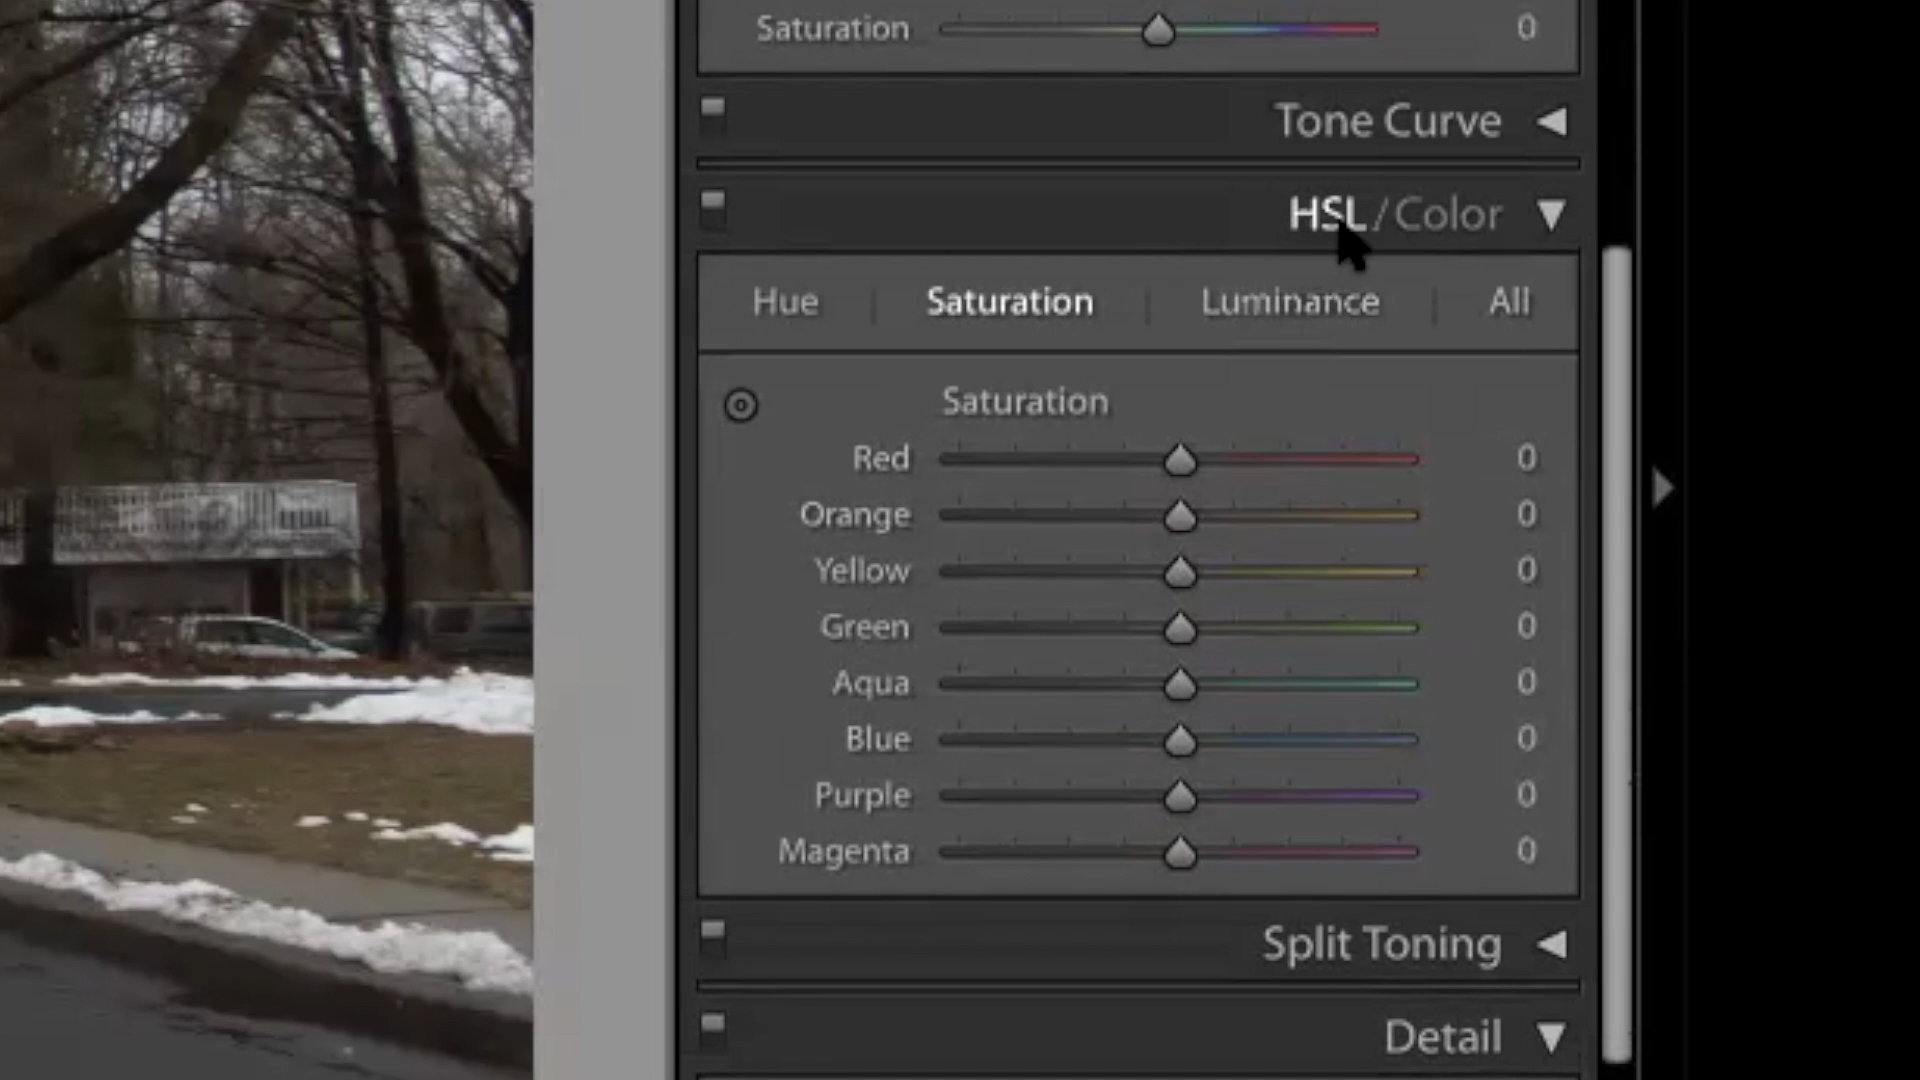 Saturation 0
Tone Curve
HSL / Color
Hue Saturation Luminance All
Saturation
Red 0
Orange 0
Yellow 0
Green 0
Aqua 0
Blue 0
Purple 0
Magenta 0
Split Toning
Detail